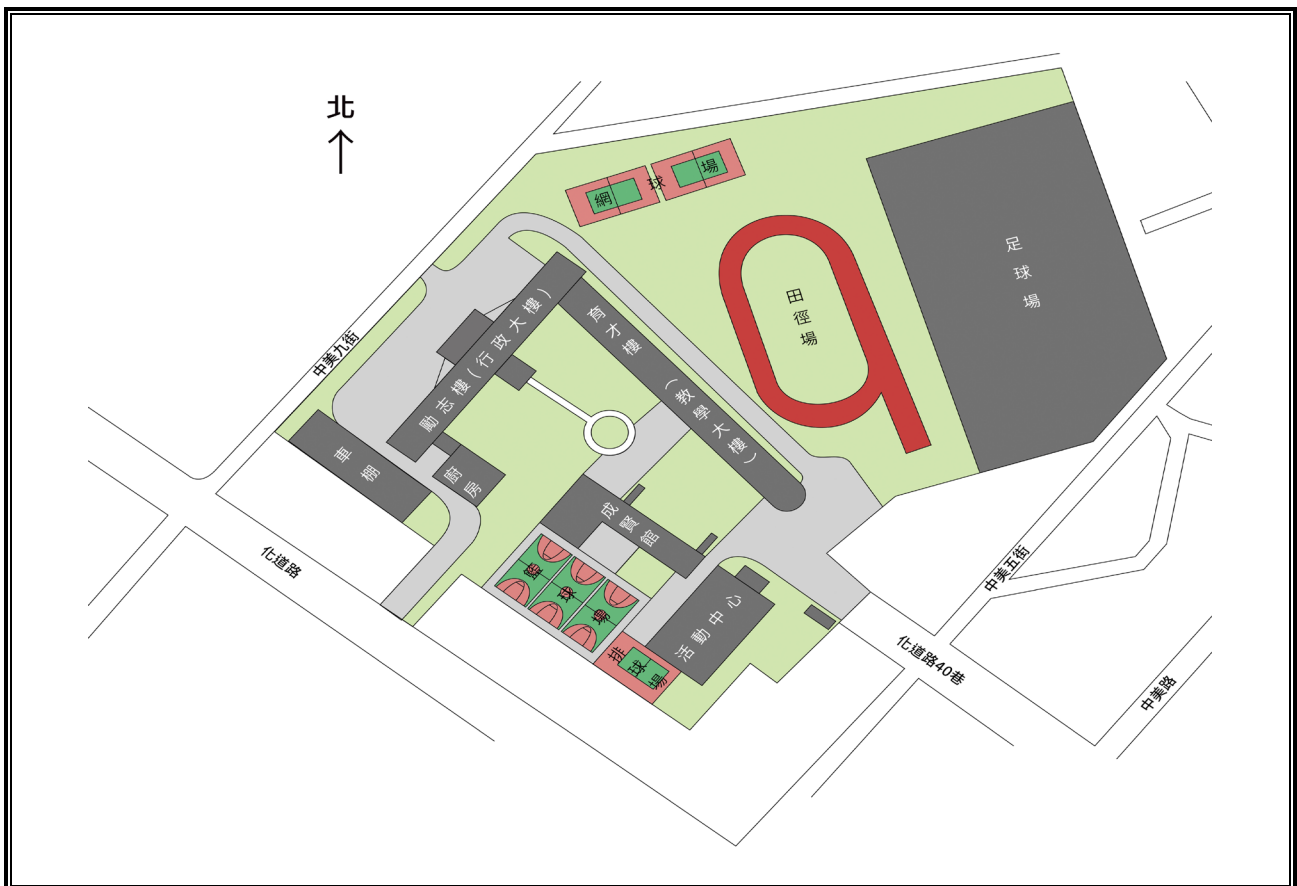 北
網球場
足球場
田徑場
中美九街
勵志樓(行政大樓)
育才樓
(教學大樓)
車棚
廚房
成賢館
化道路
籃球場
中美五街
活動中心
排球場
化道路40巷
中美路